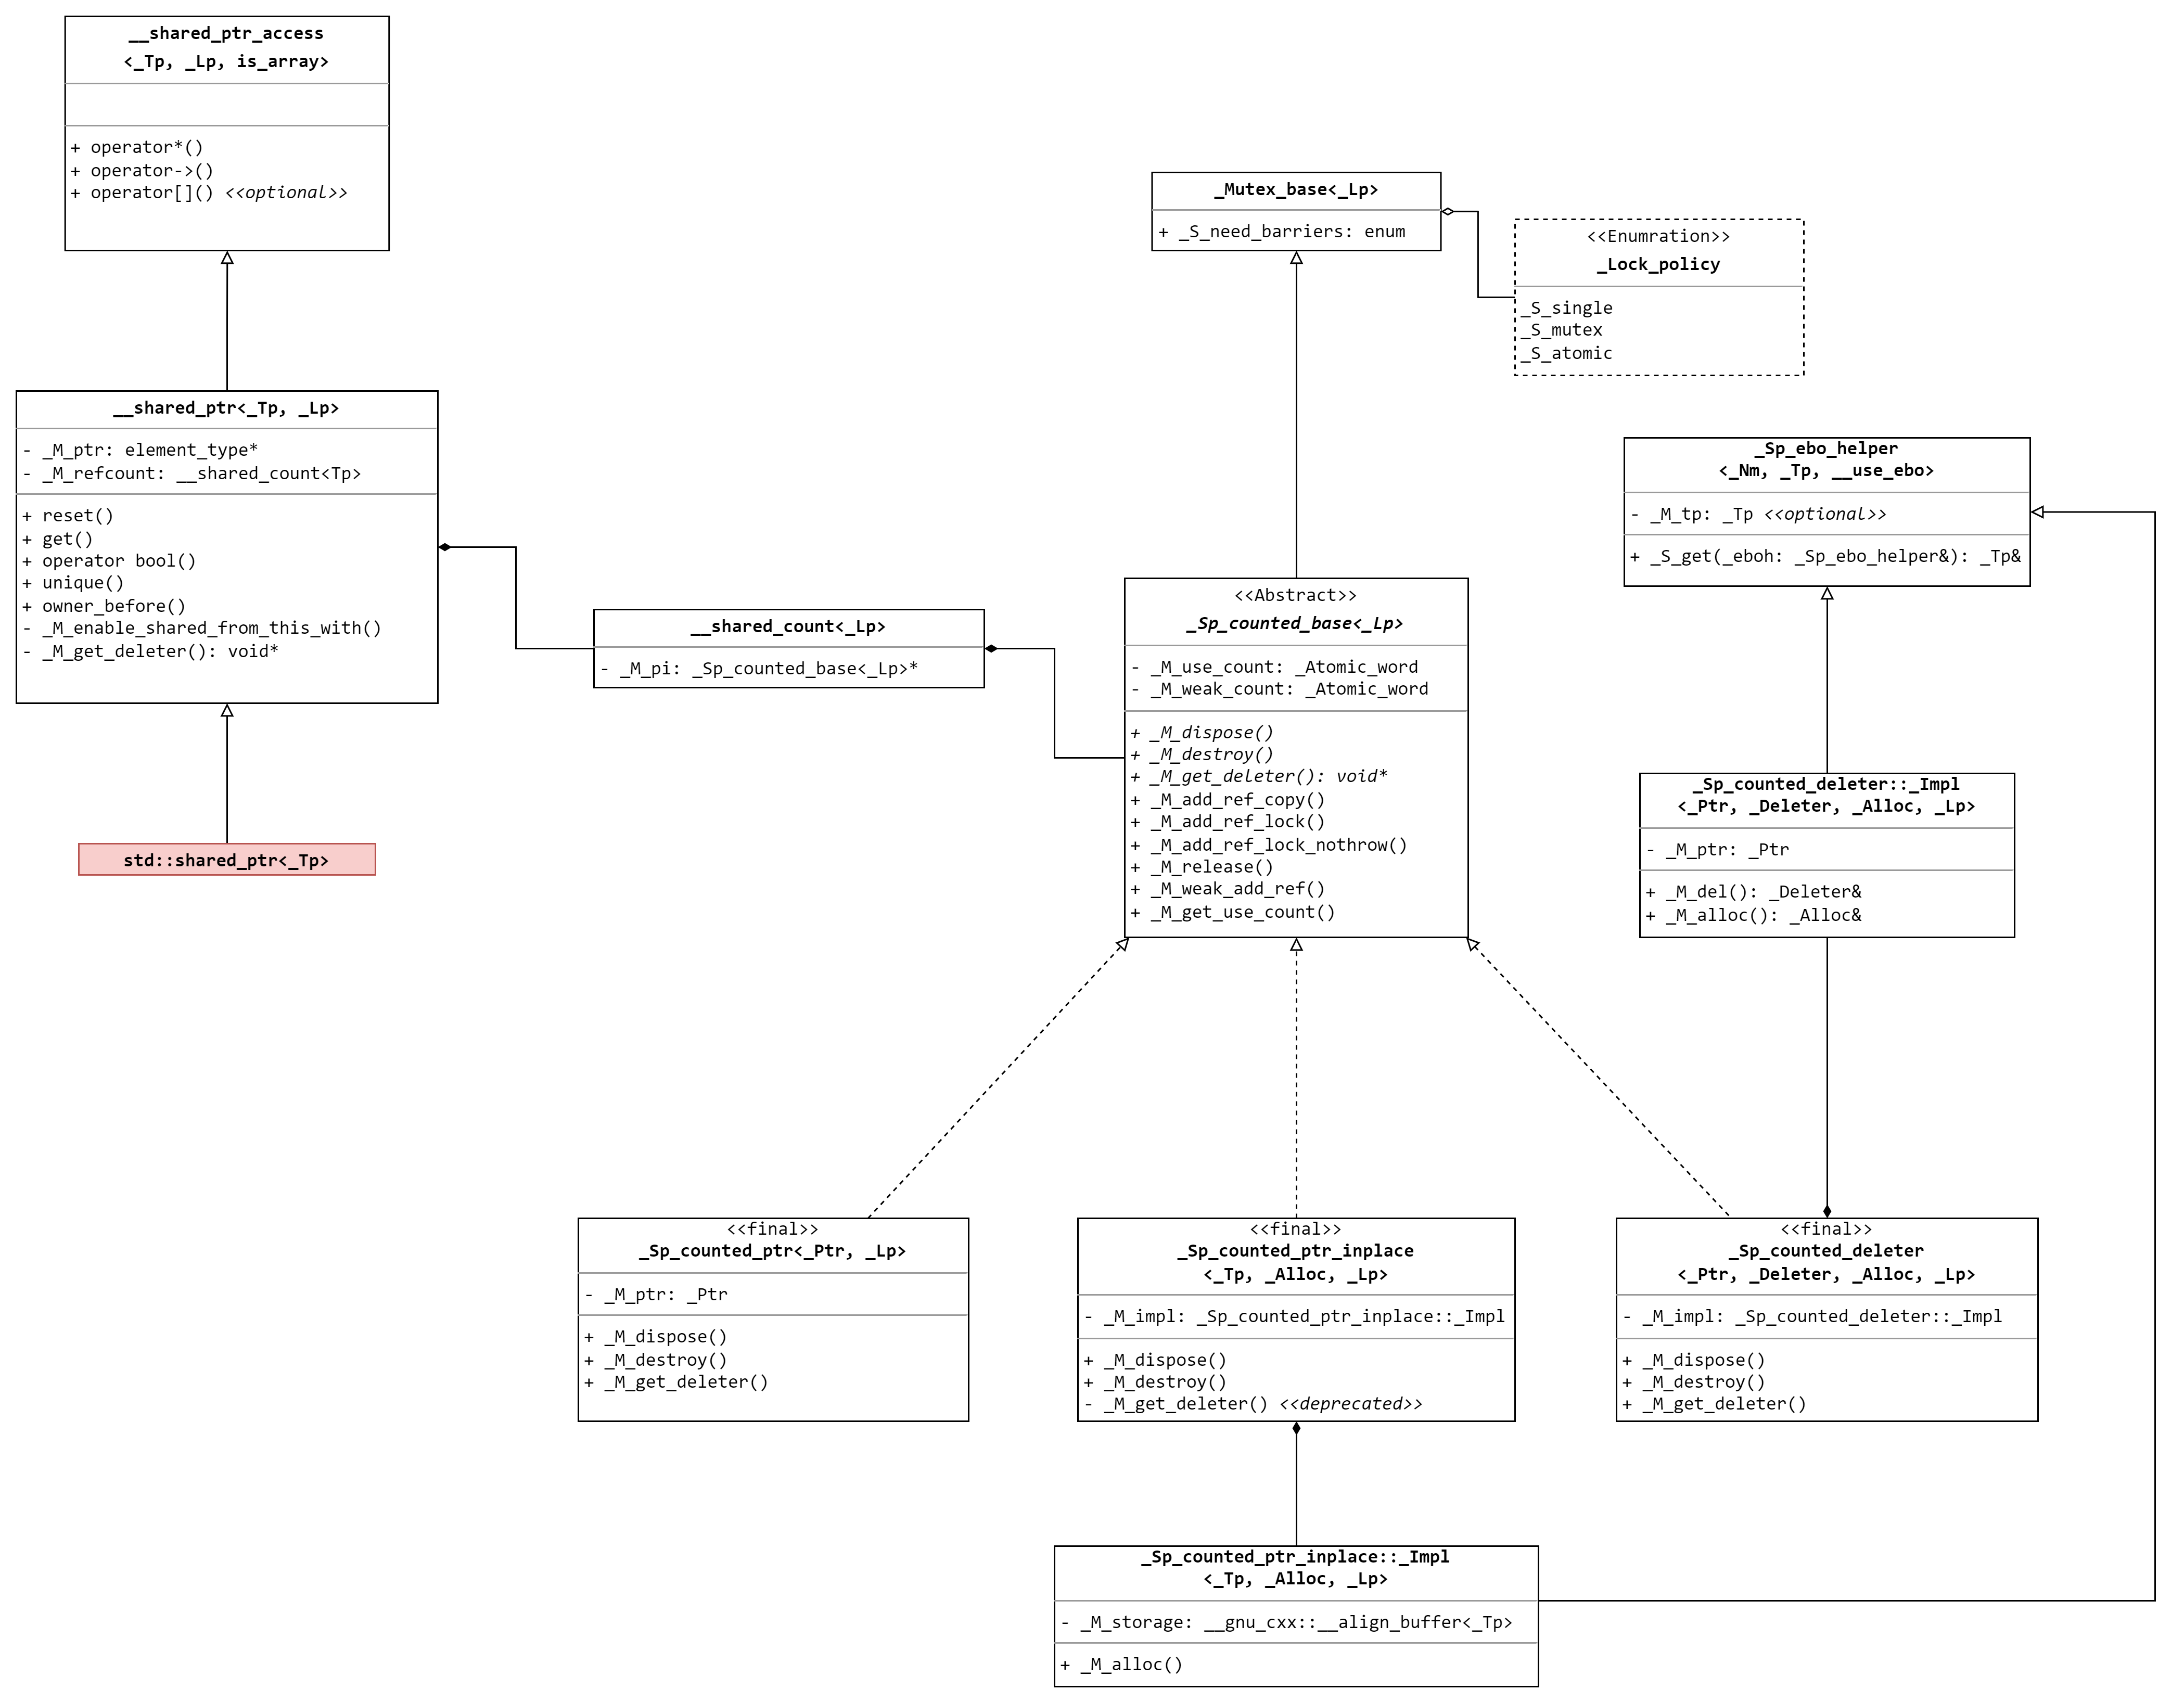 __shared_ptr_access
<_Tp, _Lp, is_array>
+ operator*()
+ operator->()
+ operator[]() <<optional>>
__shared_ptr<_Tp, _Lp>
- _M_ptr: element_type*
- _M_refcount: __shared_count<Tp>
+ reset()
+ get()
+ operator bool()
+ unique()
+ owner_before()
- _M_enable_shared_from_this_with()
- _M_get_deleter(): void*
std::shared_ptr<_Tp>
__shared_count<_Lp>
- _M_pi: _Sp_counted_base<_Lp>*
_Mutex_base<_Lp>
+ _S_need_barriers: enum
<<Enumration>>
_Lock_policy
_S_single
_S_mutex
_S_atomic
<<Abstract>>
_Sp_counted_base<_Lp>
- _M_use_count: _Atomic_word
- _M_weak_count: _Atomic_word
+ _M_dispose()
+ _M_destroy()
+ _M_get_deleter(): void*
+ _M_add_ref_copy()
+ _M_add_ref_lock()
+ _M_add_ref_lock_nothrow()
+ _M_release()
+ _M_weak_add_ref()
+ _M_get_use_count()
_Sp_ebo_helper
<_Nm, _Tp, __use_ebo>
- _M_tp: _Tp <<optional>>
+ _S_get(_eboh: _Sp_ebo_helper&): _Tp&
_Sp_counted_deleter::_Impl
<_Ptr, _Deleter, _Alloc, _Lp>
- _M_ptr: _Ptr
+ _M_del(): _Deleter&
+ _M_alloc(): _Alloc&
<<final>>
_Sp_counted_ptr<_Ptr, _Lp>
- _M_ptr: _Ptr
+ _M_dispose()
+ _M_destroy()
+ _M_get_deleter()
<<final>>
_Sp_counted_ptr_inplace
<_Tp, _Alloc, _Lp>
- _M_impl: _Sp_counted_ptr_inplace::_Impl
+ _M_dispose()
+ _M_destroy()
- _M_get_deleter() <<deprecated>>
<<final>>
_Sp_counted_deleter
<_Ptr, _Deleter, _Alloc, _Lp>
- _M_impl: _Sp_counted_deleter::_Impl
+ _M_dispose()
+ _M_destroy()
+ _M_get_deleter()
_Sp_counted_ptr_inplace::_Impl
<_Tp, _Alloc, _Lp>
- _M_storage: __gnu_cxx::__align_buffer<_Tp>
+ _M_alloc()